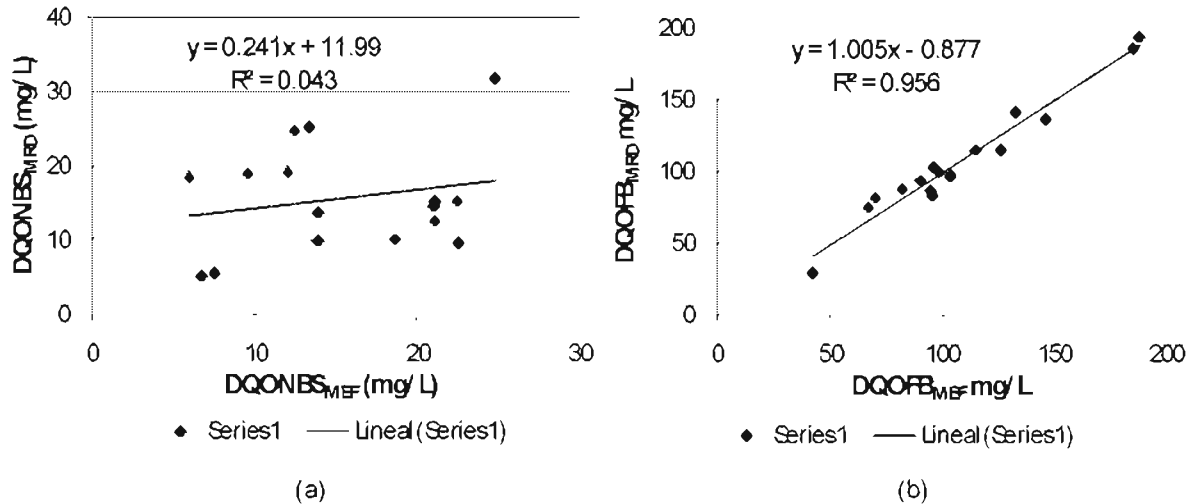 40
30
20
10
0
y = 0.241x + 11.99
R² = 0.043
DQONBS_MRD (mg/L)
0 10 20 30
DQONBS_MEF (mg/L)
Series1 Lineal (Series1)
(a)
200
150
100
50
0
y = 1.005x - 0.877
R² = 0.956
DQOFB_MRD mg/L
0 50 100 150 200
DQOFB_MEF mg/L
Series1 Lineal (Series1)
(b)